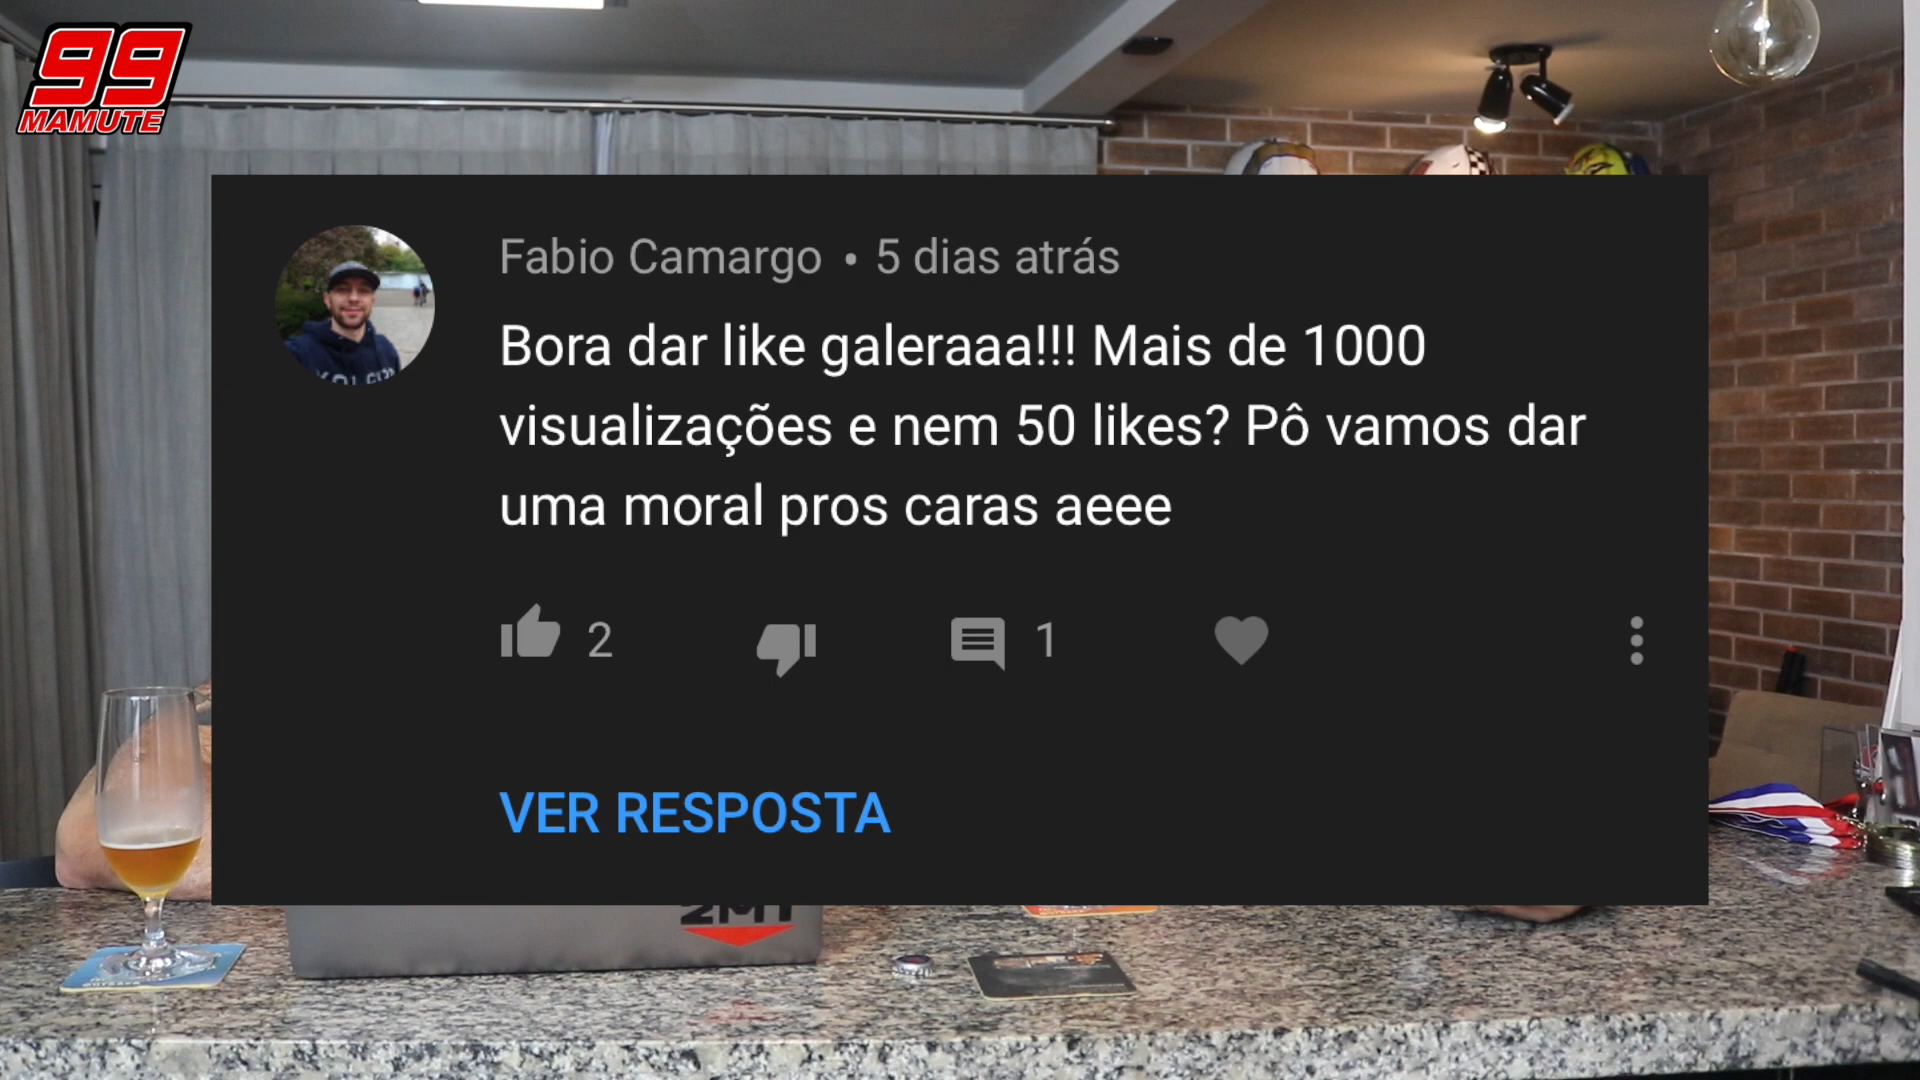 99
MAMUTE
Fabio Camargo • 5 dias atrás
Bora dar like galeraaa!!! Mais de 1000
visualizações e nem 50 likes? Pô vamos dar
uma moral pros caras aeee
2
1
VER RESPOSTA